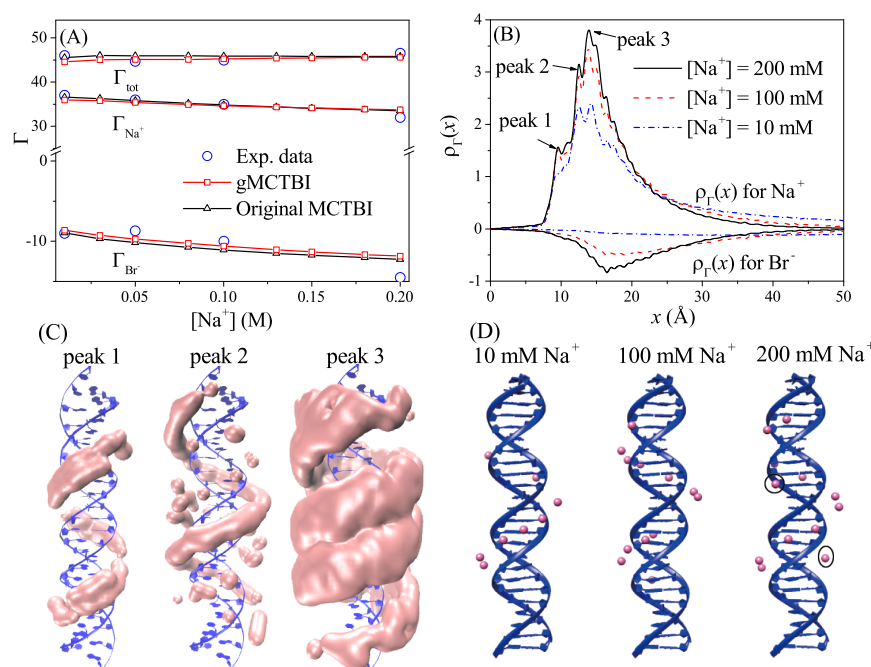 (A)
50
40
30
0
-10
Γ
Γtot
ΓNa+
ΓBr-
Exp. data
gMCTBI
Original MCTBI
0.05 0.10 0.15 0.20
[Na+] (M)
(B)
4
3
2
1
0
-1
ρΓ(x)
peak 3
peak 2
peak 1
[Na+] = 200 mM
[Na+] = 100 mM
[Na+] = 10 mM
ρΓ(x) for Na+
ρΓ(x) for Br-
0 10 20 30 40 50
x (Å)
(C)
peak 1 peak 2 peak 3
(D)
10 mM Na+ 100 mM Na+ 200 mM Na+